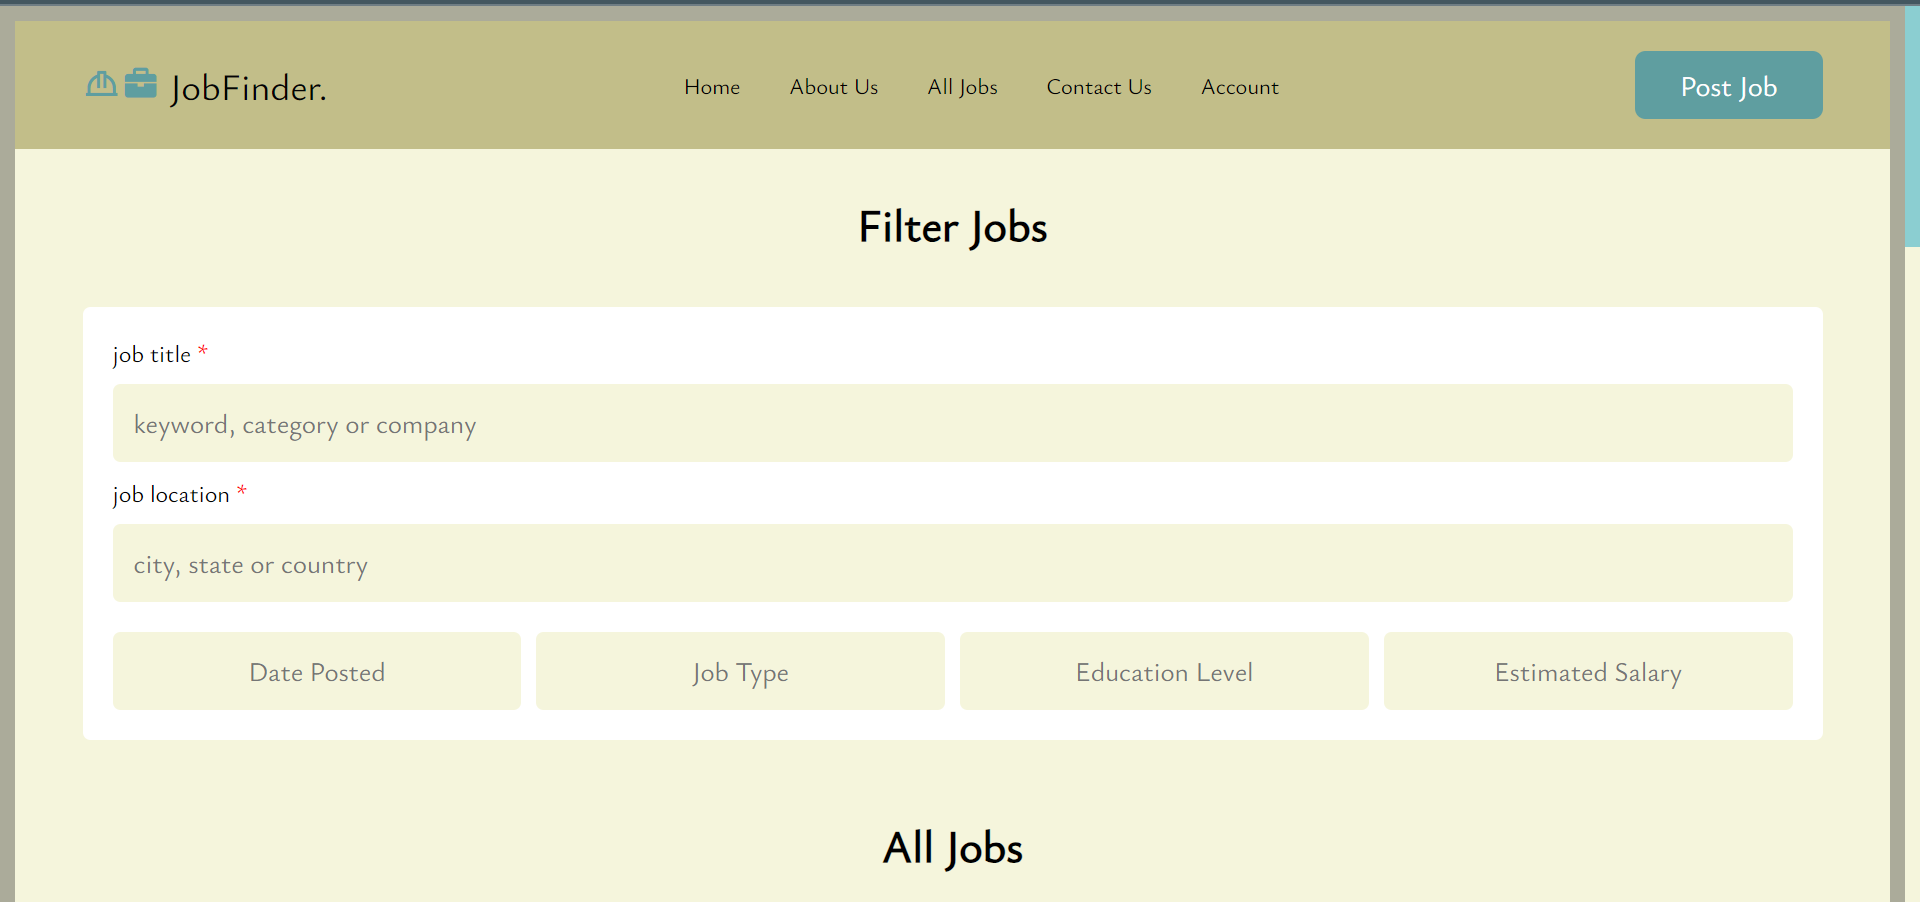 JobFinder.
Home About Us All Jobs Contact Us Account
Post Job
Filter Jobs
job title *
keyword, category or company
job location *
city, state or country
Date Posted Job Type Education Level Estimated Salary
All Jobs